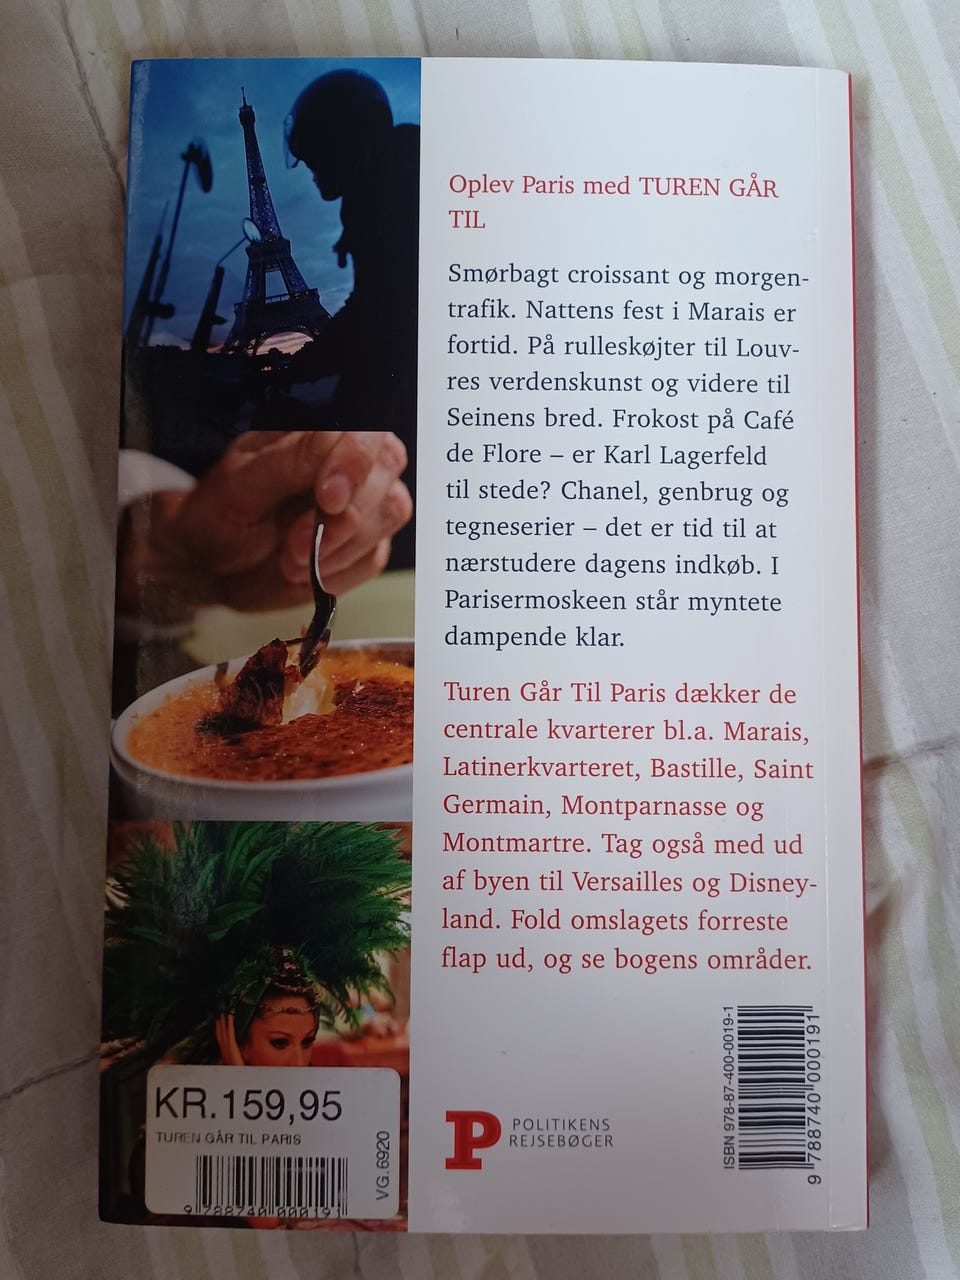 Oplev Paris med TUREN GÅR
TIL
Smørbagt croissant og morgen-
trafik. Nattens fest i Marais er
fortid. På rulleskøjter til Louv-
res verdenskunst og videre til
Seinens bred. Frokost på Café
de Flore – er Karl Lagerfeld
til stede? Chanel, genbrug og
tegneserier – det er tid til at
nærstudere dagens indkøb. I
Parisermoskeen står myntete
dampende klar.
Turen Går Til Paris dækker de
centrale kvarterer bl.a. Marais,
Latinerkvarteret, Bastille, Saint
Germain, Montparnasse og
Montmartre. Tag også med ud
af byen til Versailles og Disney-
land. Fold omslagets forreste
flap ud, og se bogens områder.
KR.159,95
TUREN GÅR TIL PARIS
VG.6920
9 788740 000191
P
POLITIKENS
REJSEBØGER
ISBN 978-87-400-0019-1
9 788740 000191